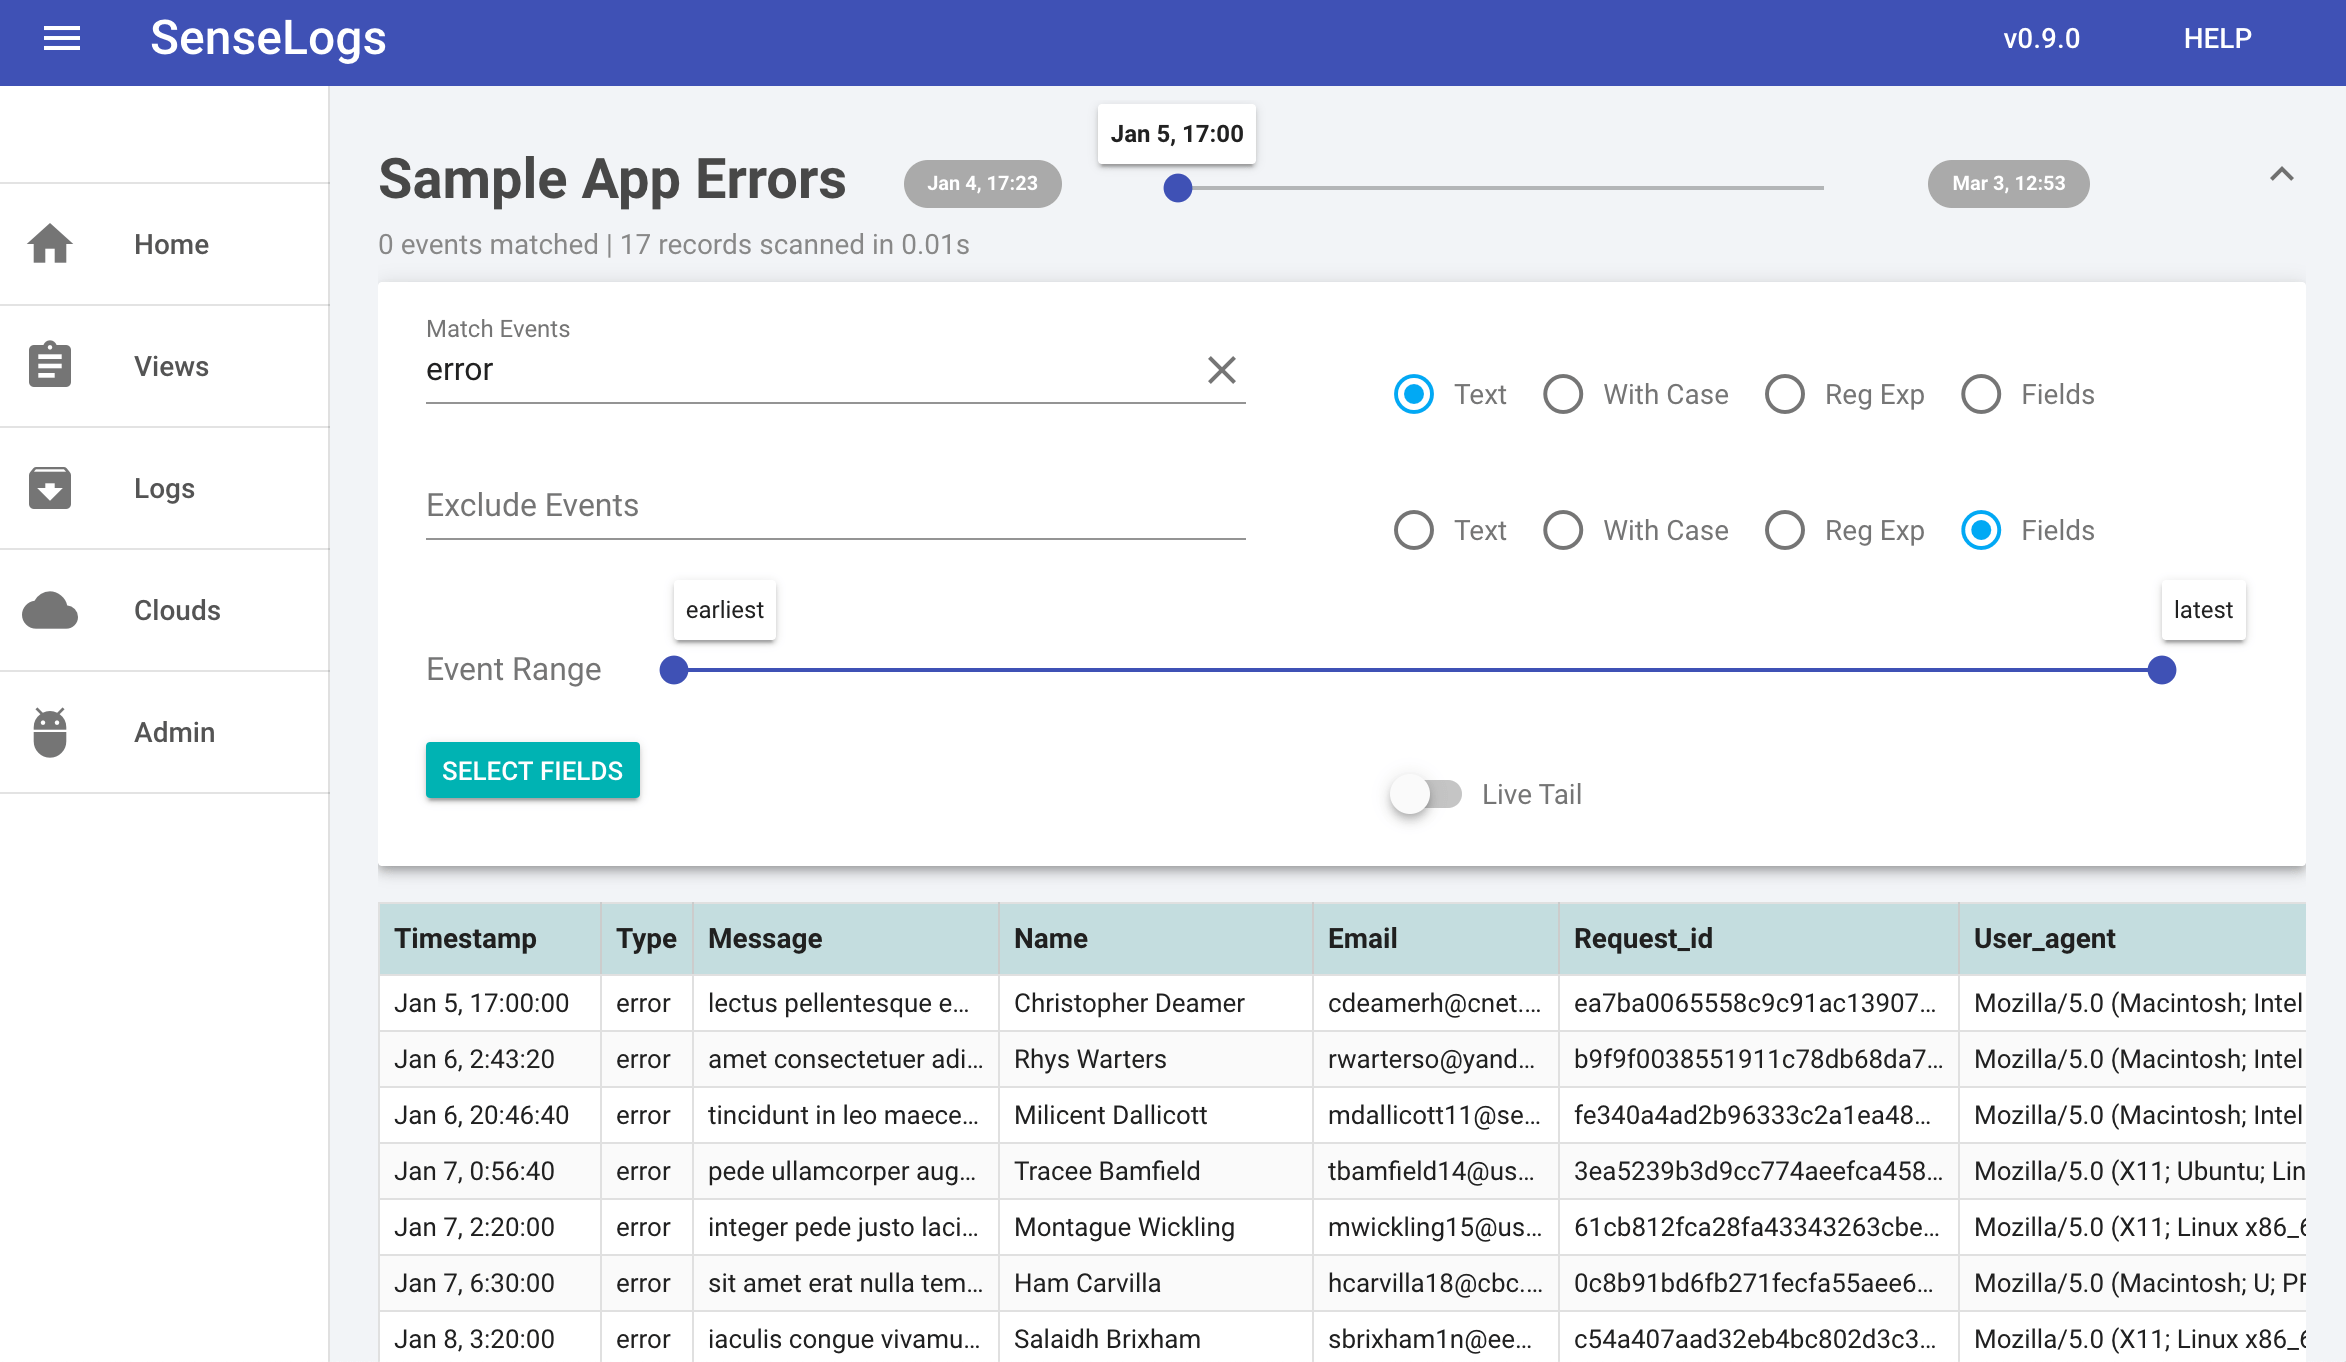 SenseLogs v0.9.0 HELP
Jan 5, 17:00
Sample App Errors Jan 4, 17:23 Mar 3, 12:53
0 events matched | 17 records scanned in 0.01s
Home
Views
Logs
Clouds
Admin
Match Events
error
Text With Case Reg Exp Fields
Exclude Events
Text With Case Reg Exp Fields
earliest latest
Event Range
SELECT FIELDS
Live Tail
Timestamp Type Message Name Email Request_id User_agent
Jan 5, 17:00:00 error lectus pellentesque e... Christopher Deamer cdeamerh@cnet.... ea7ba0065558c9c91ac13907... Mozilla/5.0 (Macintosh; Intel
Jan 6, 2:43:20 error amet consectetuer adi... Rhys Warters rwarterso@yand... b9f9f0038551911c78db68da7... Mozilla/5.0 (Macintosh; Intel
Jan 6, 20:46:40 error tincidunt in leo maece... Milicent Dallicott mdallicott11@se... fe340a4ad2b96333c2a1ea48... Mozilla/5.0 (Macintosh; Intel
Jan 7, 0:56:40 error pede ullamcorper aug... Tracee Bamfield tbamfield14@us... 3ea5239b3d9cc774aeefca458... Mozilla/5.0 (X11; Ubuntu; Lin
Jan 7, 2:20:00 error integer pede justo laci... Montague Wickling mwickling15@us... 61cb812fca28fa43343263cbe... Mozilla/5.0 (X11; Linux x86_6
Jan 7, 6:30:00 error sit amet erat nulla tem... Ham Carvilla hcarvilla18@cbc.... 0c8b91bd6fb271fecfa55aee6... Mozilla/5.0 (Macintosh; U; PP
Jan 8, 3:20:00 error iaculis congue vivamu... Salaidh Brixham sbrixham1n@ee... c54a407aad32eb4bc802d3c3... Mozilla/5.0 (X11; Linux x86_6